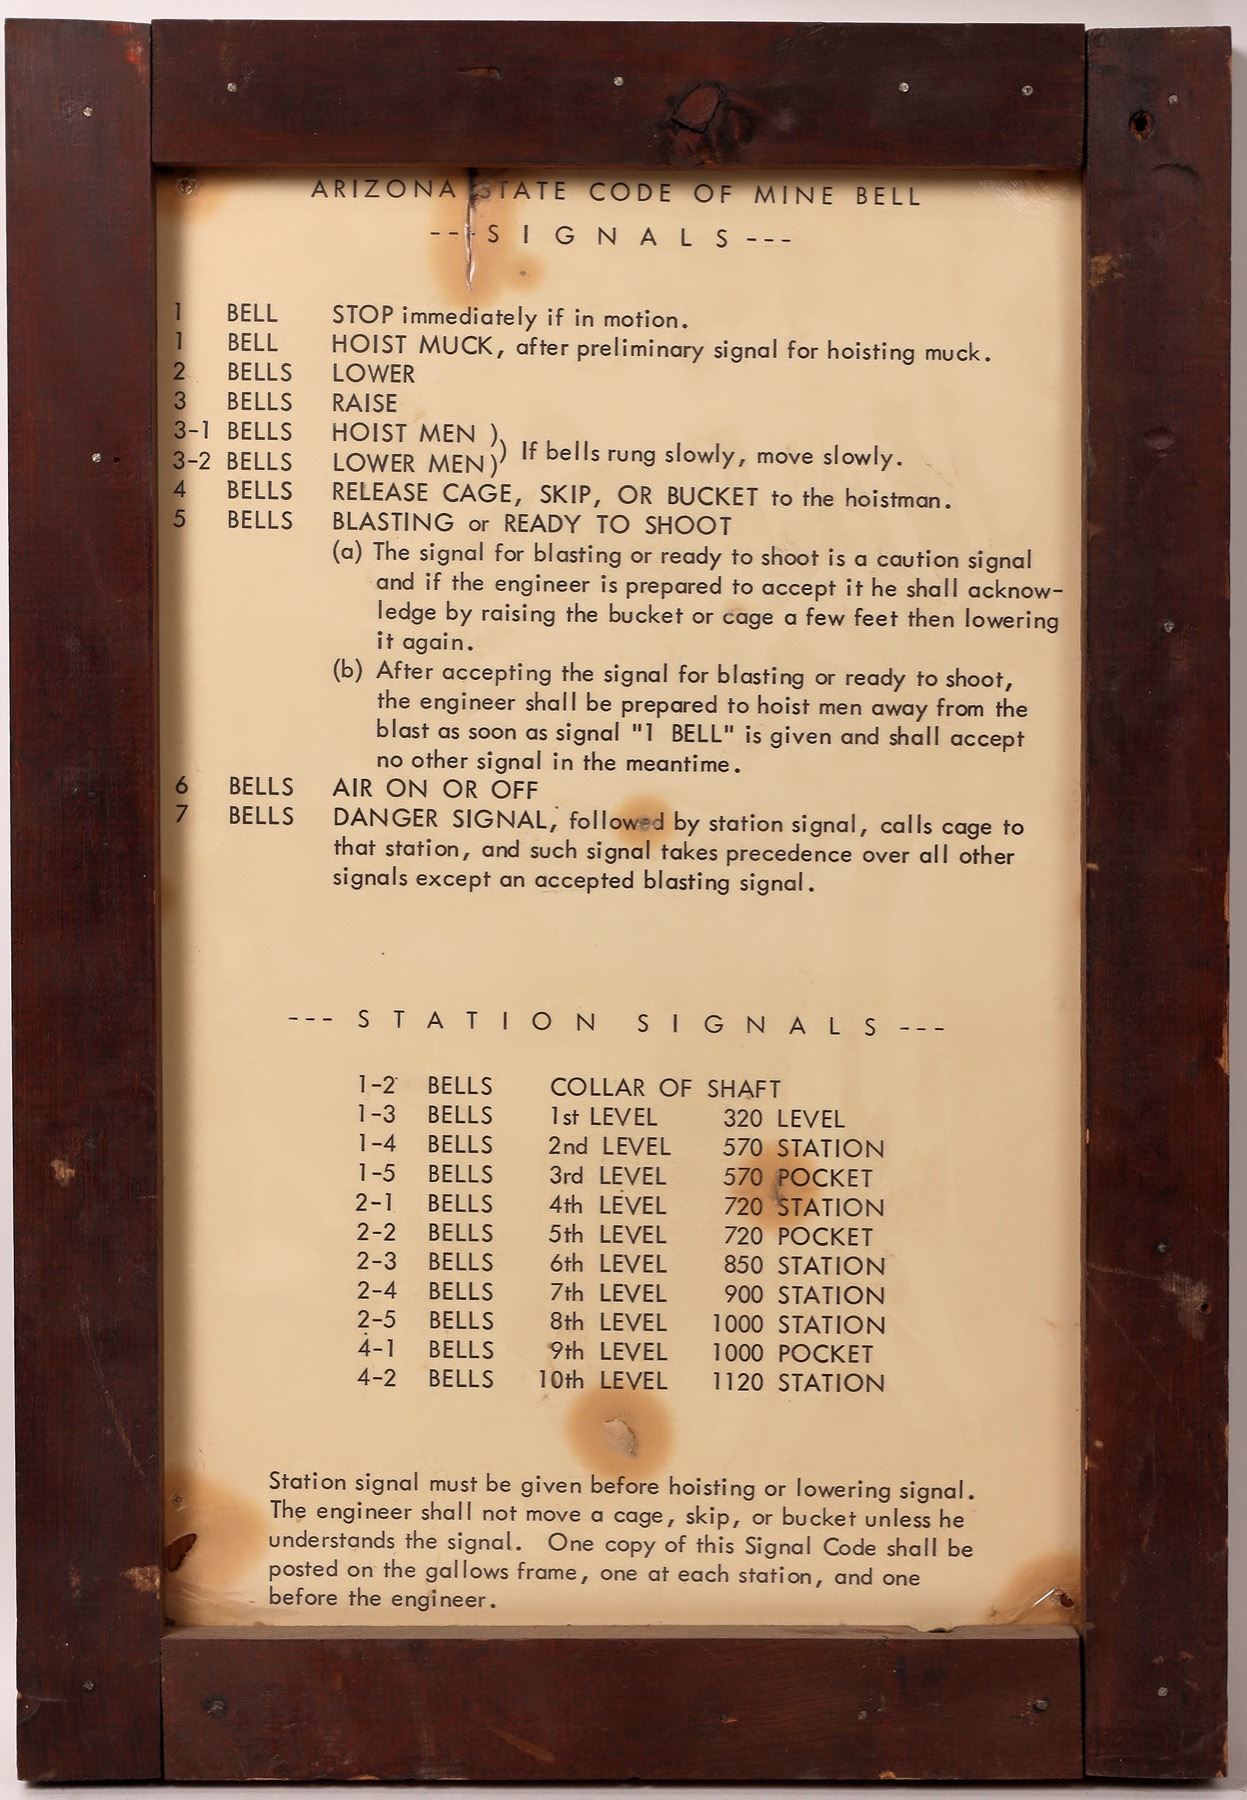 ARIZONA STATE CODE OF MINE BELL
---SIGNALS---
1 BELL STOP immediately if in motion.
1 BELL HOIST MUCK, after preliminary signal for hoisting muck.
2 BELLS LOWER
3 BELLS RAISE
3-1 BELLS HOIST MEN )
3-2 BELLS LOWER MEN) ) If bells rung slowly, move slowly.
4 BELLS RELEASE CAGE, SKIP, OR BUCKET to the hoistman.
5 BELLS BLASTING or READY TO SHOOT
(a) The signal for blasting or ready to shoot is a caution signal
and if the engineer is prepared to accept it he shall acknow-
ledge by raising the bucket or cage a few feet then lowering
it again.
(b) After accepting the signal for blasting or ready to shoot,
the engineer shall be prepared to hoist men away from the
blast as soon as signal "1 BELL" is given and shall accept
no other signal in the meantime.
6 BELLS AIR ON OR OFF
7 BELLS DANGER SIGNAL, followed by station signal, calls cage to
that station, and such signal takes precedence over all other
signals except an accepted blasting signal.
--- STATION SIGNALS ---
1-2 BELLS COLLAR OF SHAFT
1-3 BELLS 1st LEVEL 320 LEVEL
1-4 BELLS 2nd LEVEL 570 STATION
1-5 BELLS 3rd LEVEL 570 POCKET
2-1 BELLS 4th LEVEL 720 STATION
2-2 BELLS 5th LEVEL 720 POCKET
2-3 BELLS 6th LEVEL 850 STATION
2-4 BELLS 7th LEVEL 900 STATION
2-5 BELLS 8th LEVEL 1000 STATION
4-1 BELLS 9th LEVEL 1000 POCKET
4-2 BELLS 10th LEVEL 1120 STATION
Station signal must be given before hoisting or lowering signal.
The engineer shall not move a cage, skip, or bucket unless he
understands the signal. One copy of this Signal Code shall be
posted on the gallows frame, one at each station, and one
before the engineer.